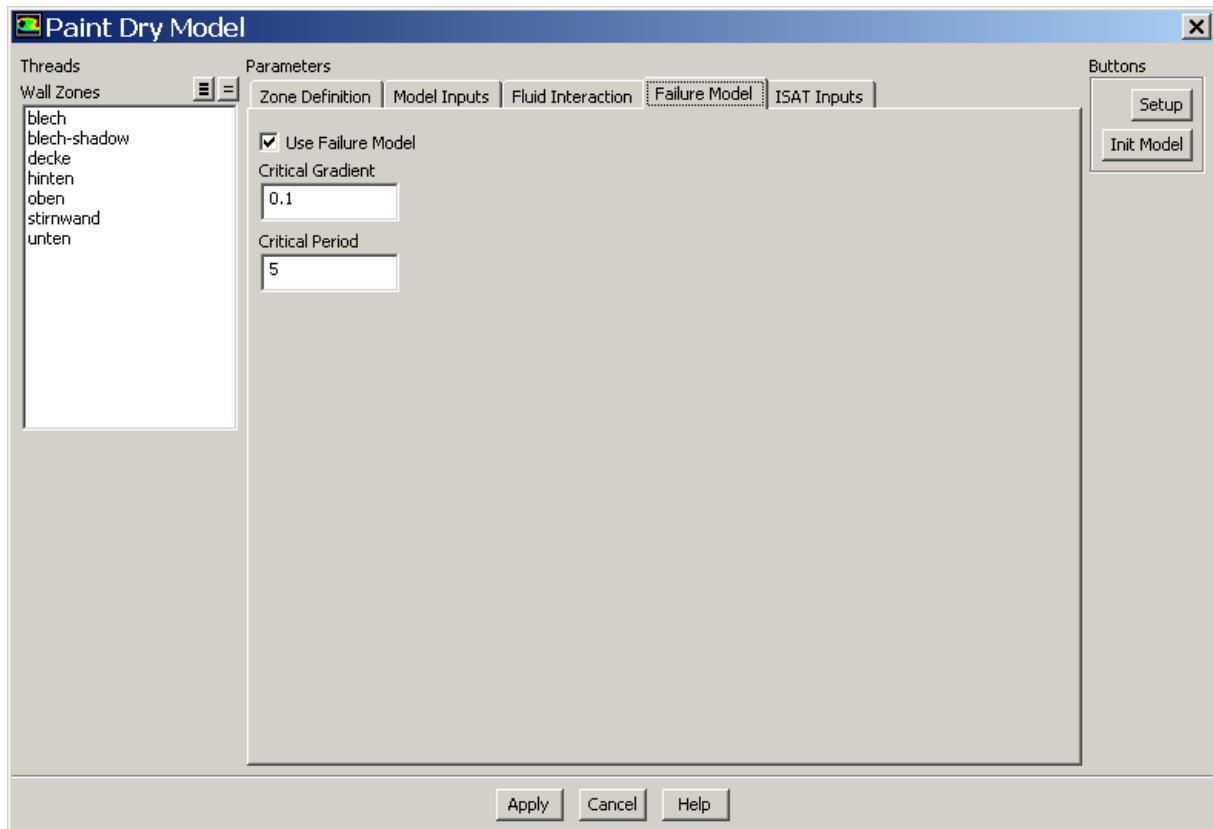 Paint Dry Model
Threads
Wall Zones
blech
blech-shadow
decke
hinten
oben
stirnwand
unten
Parameters
Zone Definition Model Inputs Fluid Interaction Failure Model ISAT Inputs
Use Failure Model
Critical Gradient
0.1
Critical Period
5
Buttons
Setup
Init Model
Apply Cancel Help